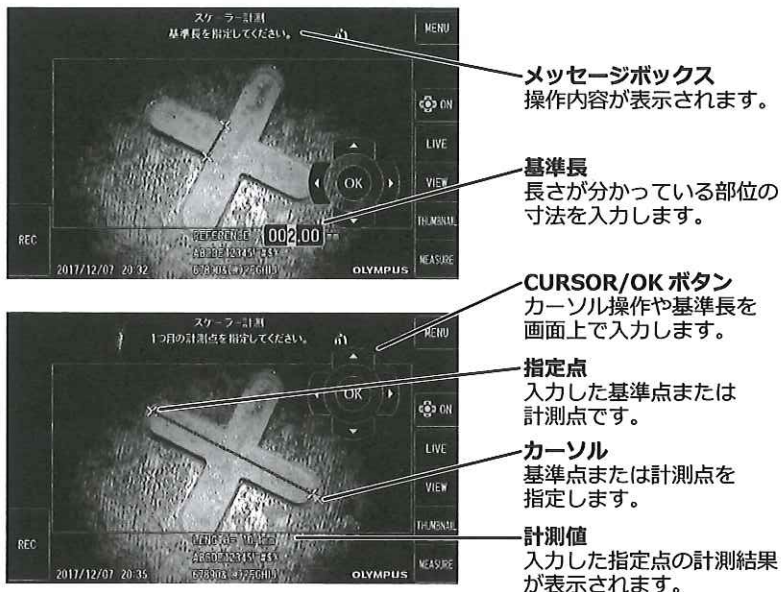 スケーラー計測
基準長を指定してください。
MENU
ON
LIVE
VIEW
THUMBNAIL
MEASURE
OK
REC
REFERENCE
002.00 mm
2017/12/07 20:32
OLYMPUS
メッセージボックス
操作内容が表示されます。
基準長
長さが分かっている部位の
寸法を入力します。
CURSOR/OK ボタン
カーソル操作や基準長を
画面上で入力します。
スケーラー計測
1つ目の計測点を指定してください。
MENU
OK
ON
LIVE
VIEW
THUMBNAIL
MEASURE
REC
2017/12/07 20:35
OLYMPUS
指定点
入力した基準点または
計測点です。
カーソル
基準点または計測点を
指定します。
計測値
入力した指定点の計測結果
が表示されます。